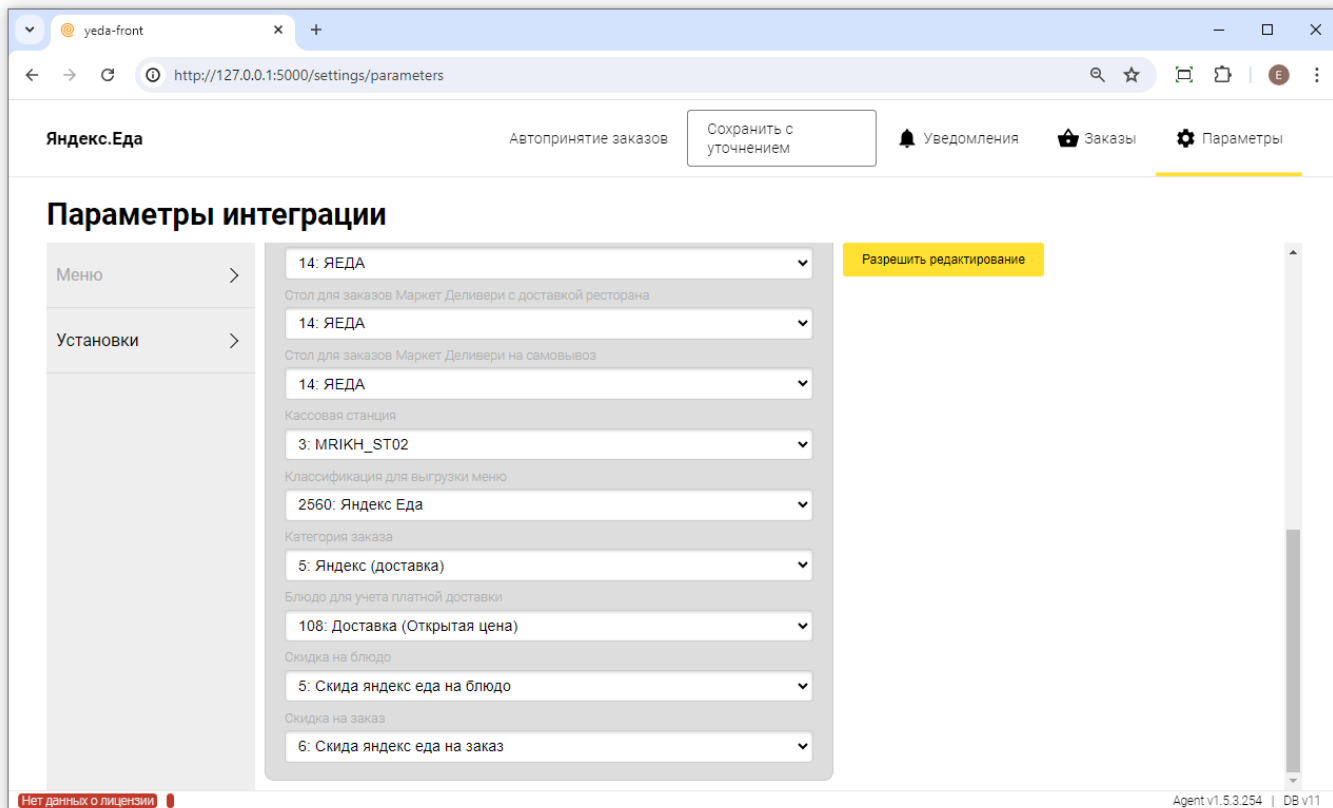 yeda-front
http://127.0.0.1:5000/settings/parameters
E
Яндекс.Еда
Автопринятие заказов
Сохранить с
уточнением
Уведомления
Заказы
Параметры
Параметры интеграции
Меню
Установки
14: ЯЕДА
Стол для заказов Маркет Деливери с доставкой ресторана
14: ЯЕДА
Стол для заказов Маркет Деливери на самовывоз
14: ЯЕДА
Кассовая станция
3: MRIKH_ST02
Классификация для выгрузки меню
2560: Яндекс Еда
Категория заказа
5: Яндекс (доставка)
Блюдо для учета платной доставки
108: Доставка (Открытая цена)
Скидка на блюдо
5: Скида яндекс еда на блюдо
Скидка на заказ
6: Скида яндекс еда на заказ
Разрешить редактирование
Нет данных о лицензии
Agent v1.5.3.254 | DB v11